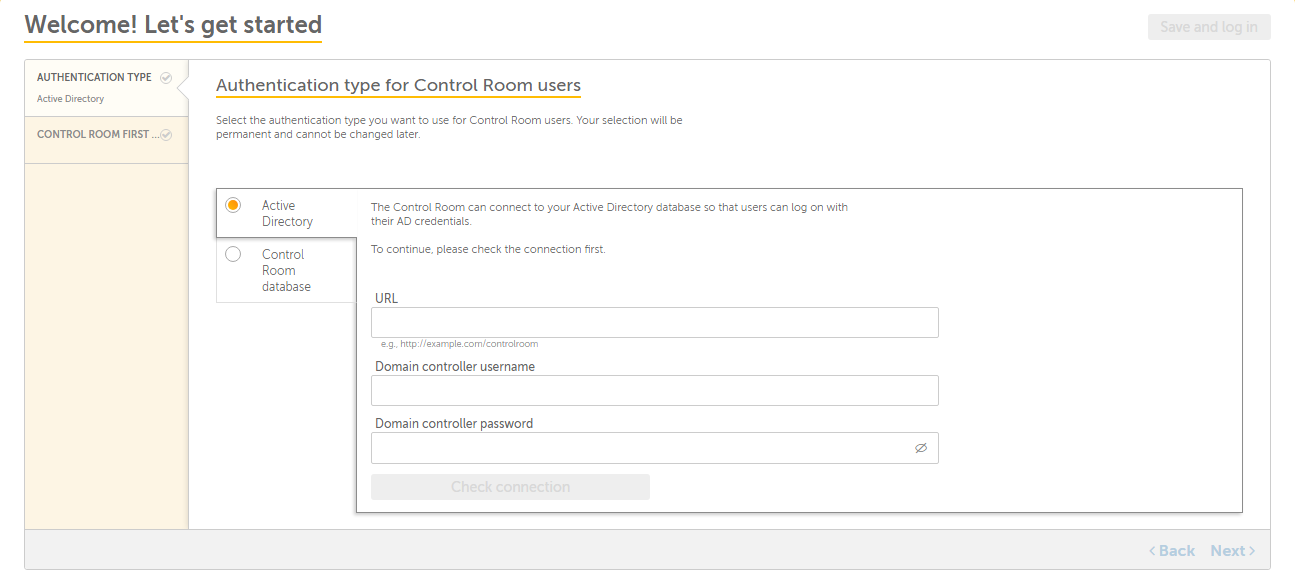 Welcome! Let's get started
Save and log in
AUTHENTICATION TYPE
Active Directory
CONTROL ROOM FIRST ...
Authentication type for Control Room users
Select the authentication type you want to use for Control Room users. Your selection will be
permanent and cannot be changed later.
Active
Directory
Control
Room
database
The Control Room can connect to your Active Directory database so that users can log on with
their AD credentials.
To continue, please check the connection first.
URL
e.g., http://example.com/controlroom
Domain controller username
Domain controller password
Check connection
Back
Next